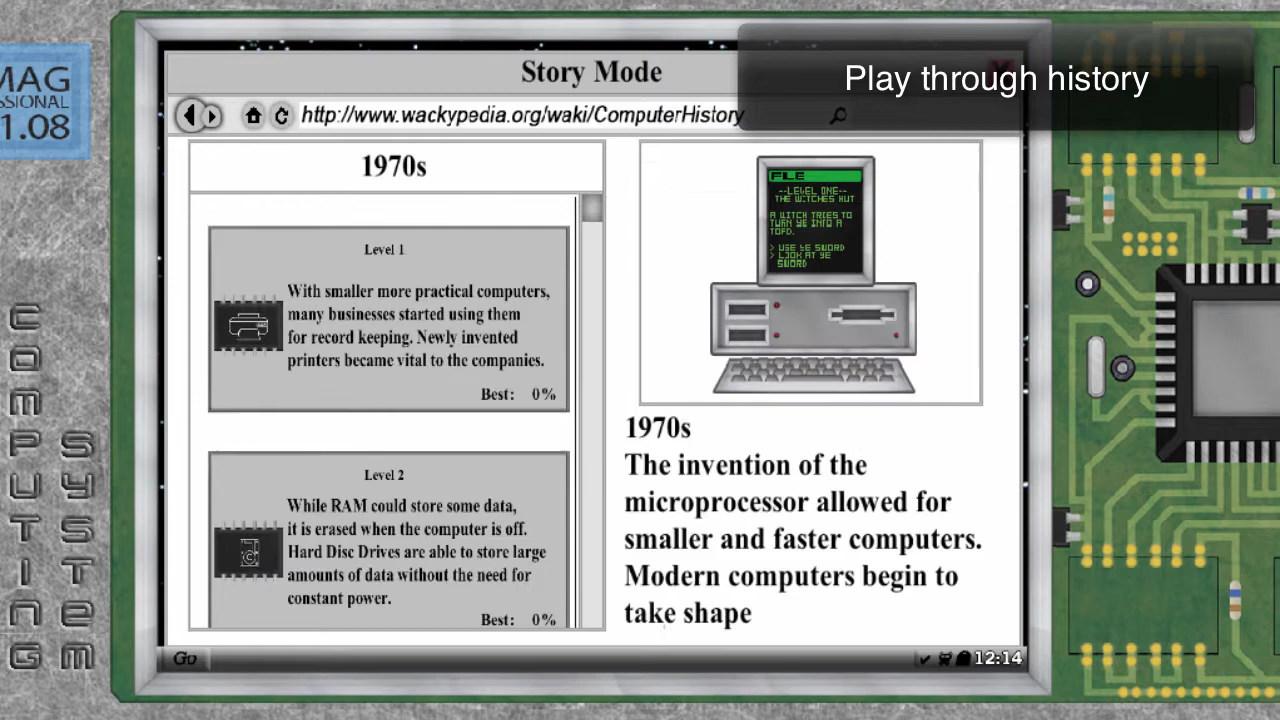 MAG
SSIONAL
1.08
COMPUTING
SYSTEM
Story Mode
Play through history
http://www.wackypedia.org/waki/ComputerHistory
1970s
Level 1
With smaller more practical computers,
many businesses started using them
for record keeping. Newly invented
printers became vital to the companies.
Best: 0%
Level 2
While RAM could store some data,
it is erased when the computer is off.
Hard Disc Drives are able to store large
amounts of data without the need for
constant power.
Best: 0%
FILE
--LEVEL ONE--
THE WITCHES HUT
A WITCH TRIES TO
TURN YE INTO A
TOAD.
> USE YE SWORD
> LOOK AT YE
SWORD
1970s
The invention of the
microprocessor allowed for
smaller and faster computers.
Modern computers begin to
take shape
Go
12:14